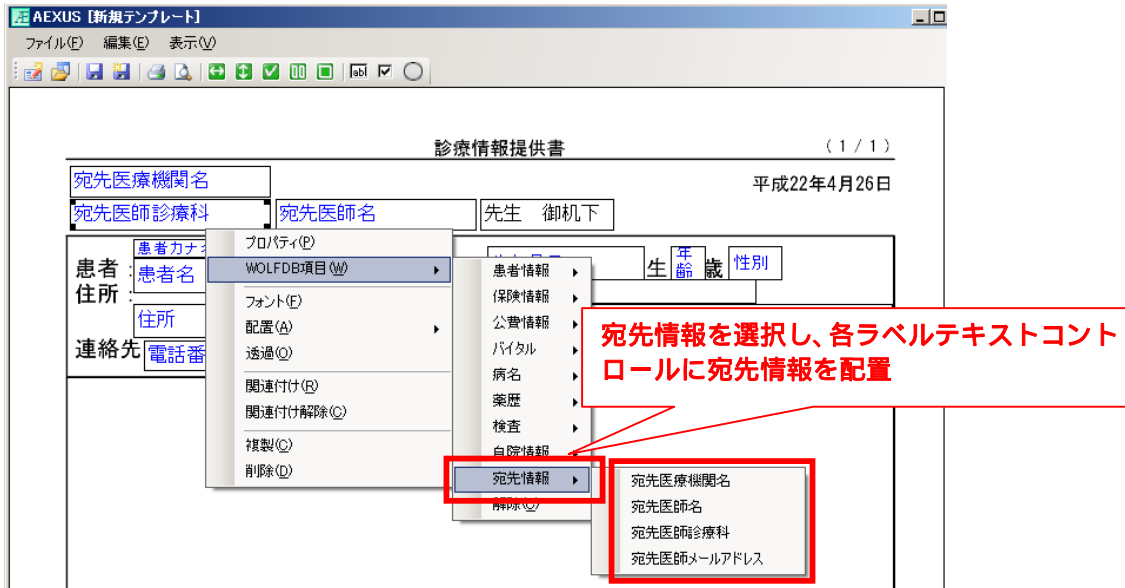 AEXUS [新規テンプレート]
ファイル(F) 編集(E) 表示(V)
abl
診療情報提供書
(1/1)
宛先医療機関名
平成22年4月26日
宛先医師診療科
宛先医師名
先生 御机下
患者カナ
患者
:
患者名
生
年齢
歳
性別
住所
:
住所
連絡先
電話番
プロパティ(P)
WOLFDB項目(W)
フォント(F)
配置(A)
透過(O)
関連付け(R)
関連付け解除(C)
複製(C)
削除(D)
患者情報
保険情報
公費情報
バイタル
病名
薬歴
検査
自院情報
宛先情報
解除(C)
宛先医療機関名
宛先医師名
宛先医師診療科
宛先医師メールアドレス
宛先情報を選択し、各ラベルテキストコント
ロールに宛先情報を配置